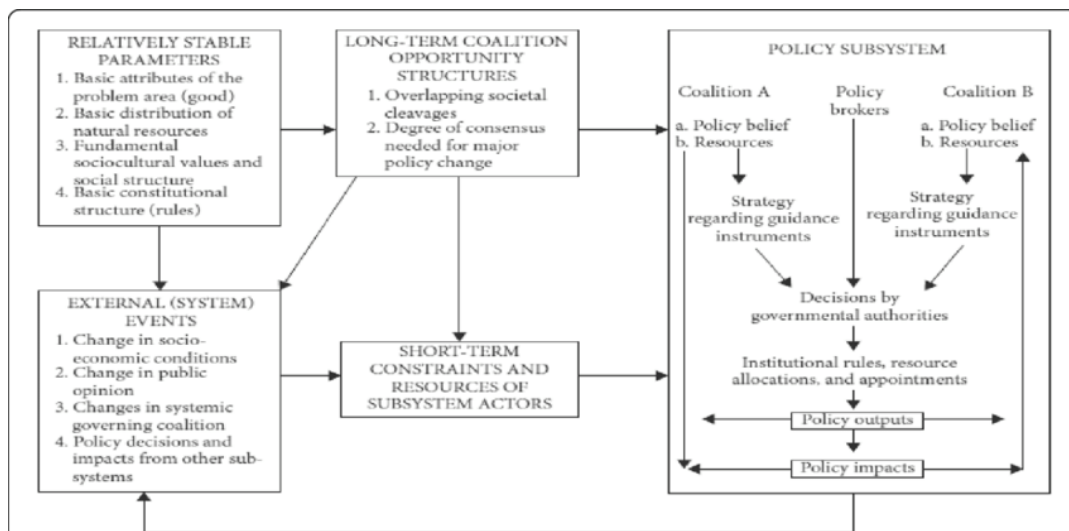 RELATIVELY STABLE
PARAMETERS
1. Basic attributes of the
problem area (good)
2. Basic distribution of
natural resources
3. Fundamental
sociocultural values and
social structure
4. Basic constitutional
structure (rules)
LONG-TERM COALITION
OPPORTUNITY
STRUCTURES
1. Overlapping societal
cleavages
2. Degree of consensus
needed for major
policy change
EXTERNAL (SYSTEM)
EVENTS
1. Change in socio-
economic conditions
2. Change in public
opinion
3. Changes in systemic
governing coalition
4. Policy decisions and
impacts from other sub-
systems
SHORT-TERM
CONSTRAINTS AND
RESOURCES OF
SUBSYSTEM ACTORS
POLICY SUBSYSTEM
Coalition A
a. Policy belief
b. Resources
Strategy
regarding guidance
instruments
Policy
brokers
Coalition B
a. Policy belief
b. Resources
Strategy
regarding guidance
instruments
Decisions by
governmental authorities
Institutional rules, resource
allocations, and appointments
Policy outputs
Policy impacts